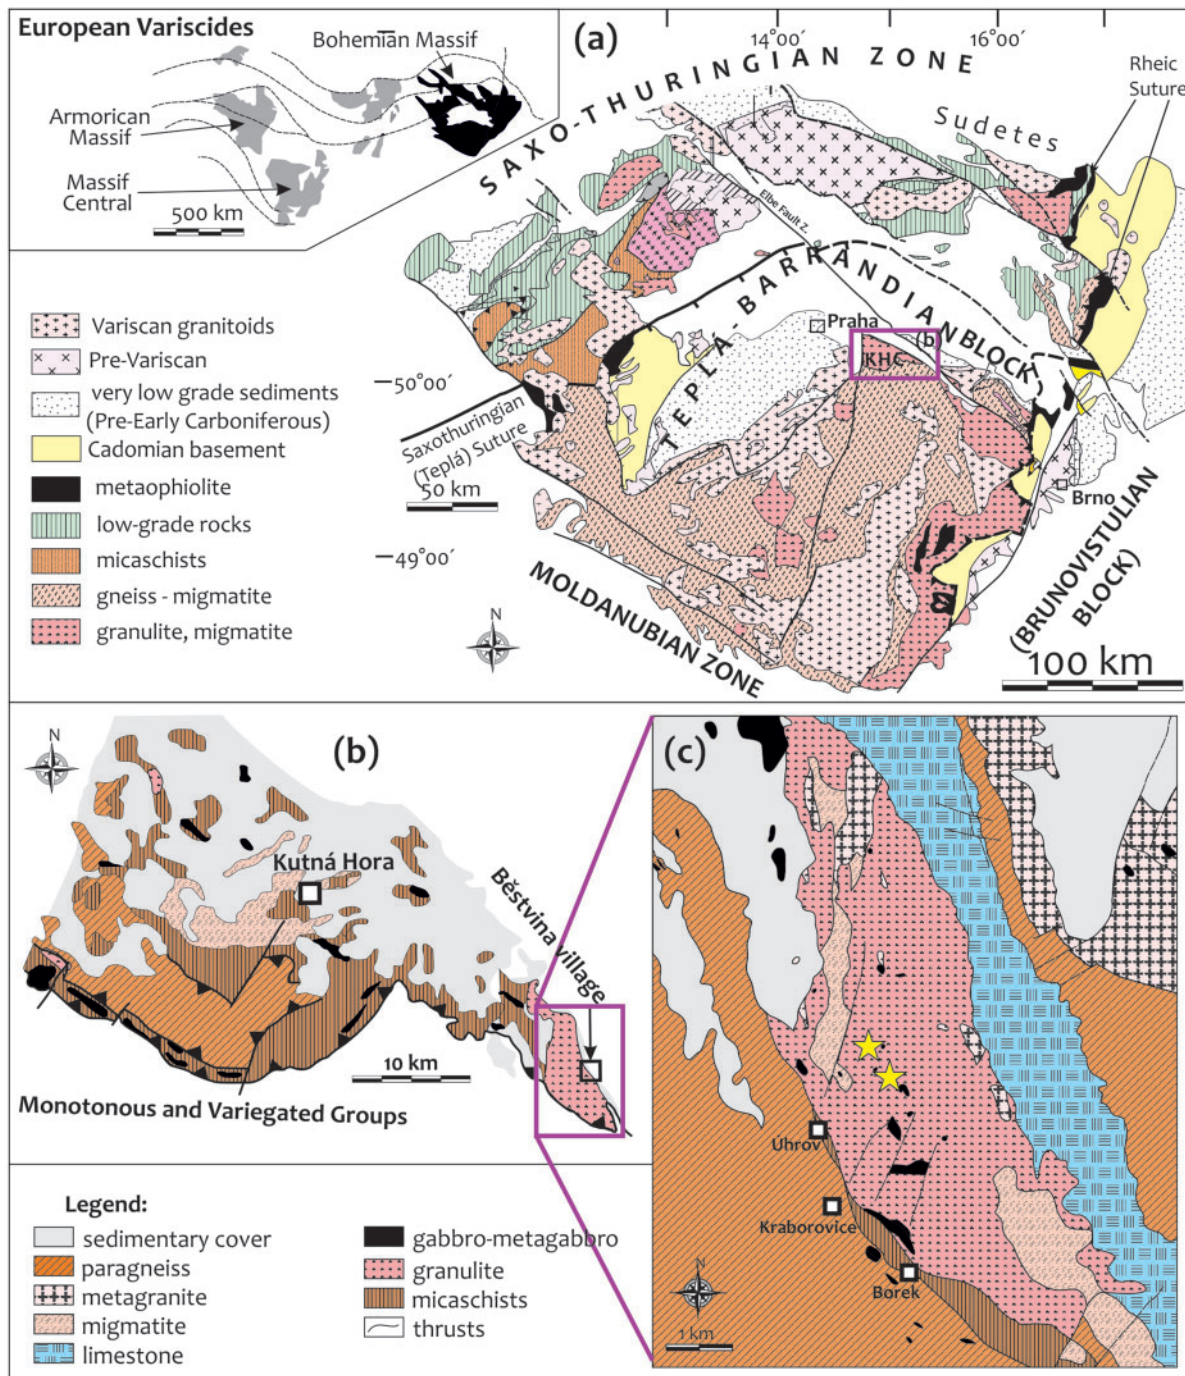 European Variscides
Bohemian Massif
Armorican
Massif
Massif
Central
500 km
(a)
14°00′
16°00′
SAXO-THURINGIAN ZONE
Sudetes
Rheic
Suture
Elbe Fault Z.
TEPLÁ-BARRANDIAN BLOCK
Praha
(b)
KHC
50°00′
Saxothuringian
(Teplá) Suture
50 km
49°00′
Brno
MOLDANUBIAN ZONE
(BRUNOVISTULIAN
BLOCK)
N
100 km
Variscan granitoids
Pre-Variscan
very low grade sediments
(Pre-Early Carboniferous)
Cadomian basement
metaophiolite
low-grade rocks
micaschists
gneiss - migmatite
granulite, migmatite
N
(b)
Kutná Hora
Běstvina village
10 km
Monotonous and Variegated Groups
(c)
Úhrov
Kraborovice
Borek
N
1 km
Legend:
sedimentary cover
paragneiss
metagranite
migmatite
limestone
gabbro-metagabbro
granulite
micaschists
thrusts